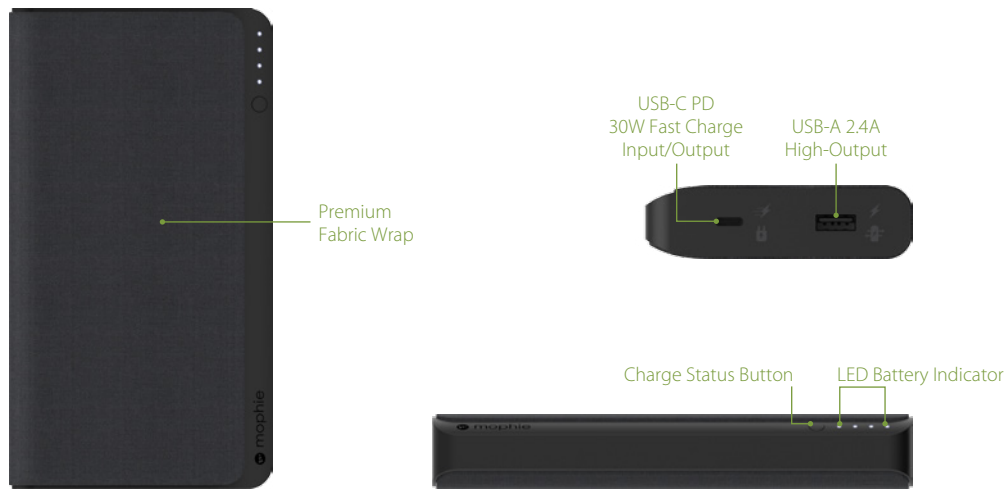 USB-C PD
30W Fast Charge
Input/Output
USB-A 2.4A
High-Output
Premium
Fabric Wrap
Charge Status Button
LED Battery Indicator
mophie
mophie